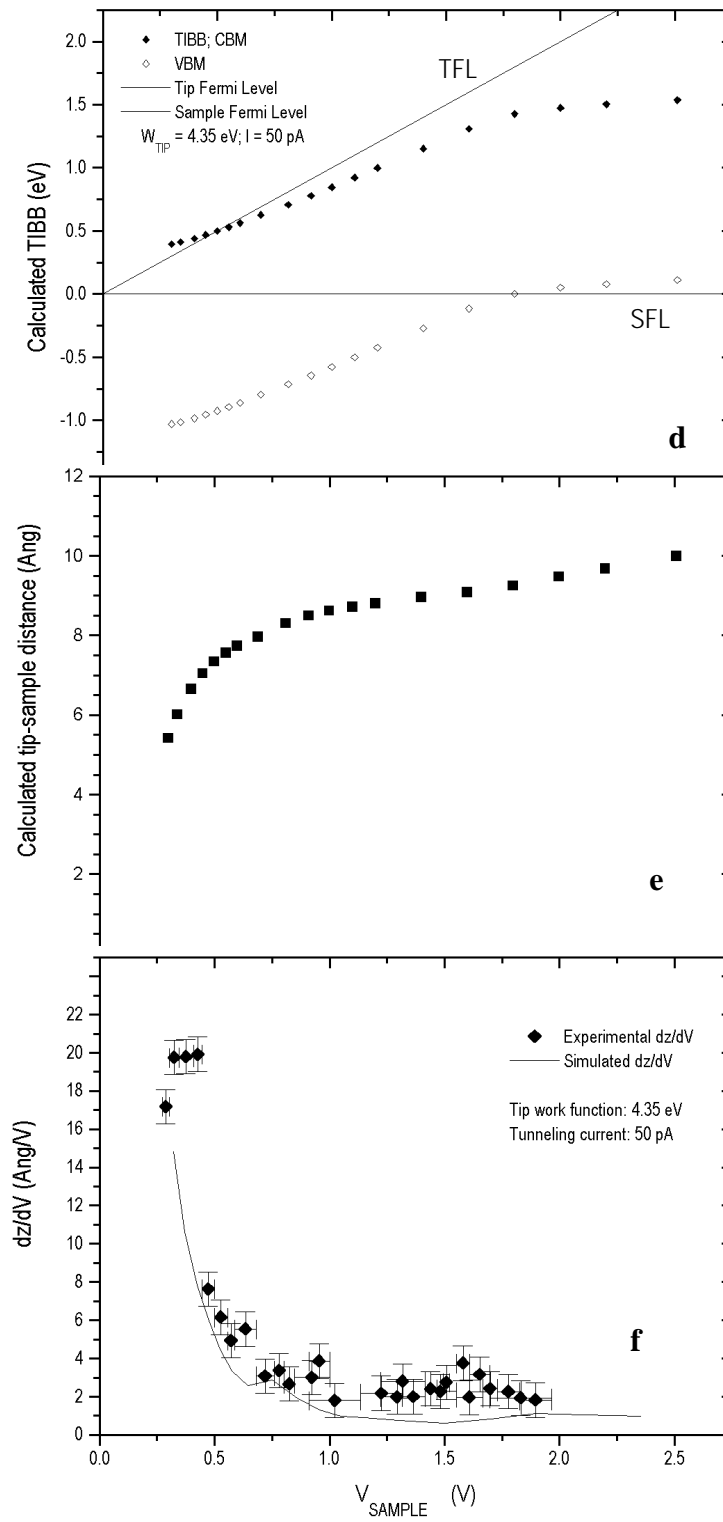 2.0
1.5
1.0
0.5
0.0
-0.5
-1.0
Calculated TIBB (eV)
TIBB; CBM
VBM
Tip Fermi Level
Sample Fermi Level
W_TIP = 4.35 eV; I = 50 pA
TFL
SFL
d
12
10
8
6
4
2
Calculated tip-sample distance (Ang)
e
22
20
18
16
14
12
10
8
6
4
2
0
dz/dV (Ang/V)
Experimental dz/dV
Simulated dz/dV
Tip work function: 4.35 eV
Tunneling current: 50 pA
f
0.0 0.5 1.0 1.5 2.0 2.5
V_SAMPLE (V)